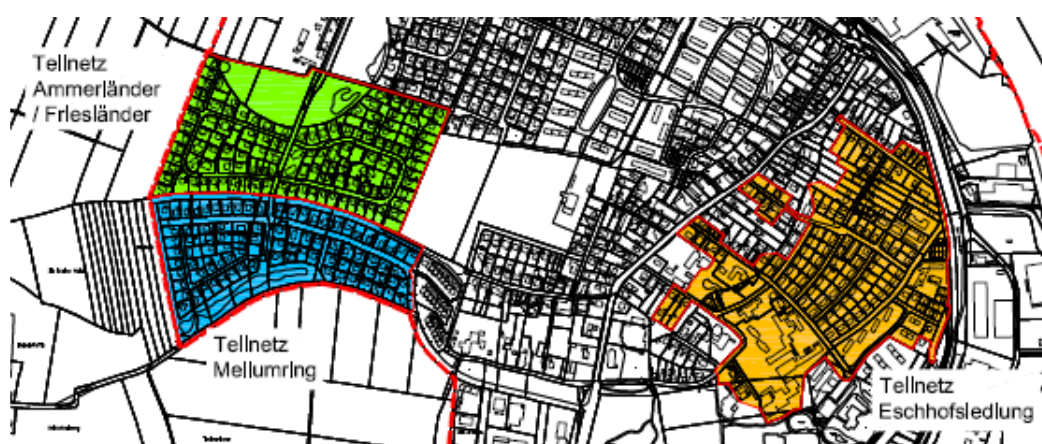 Teilnetz
Ammerländer
/ Friesländer
Teilnetz
Mellumring
Teilnetz
Eschhofsiedlung